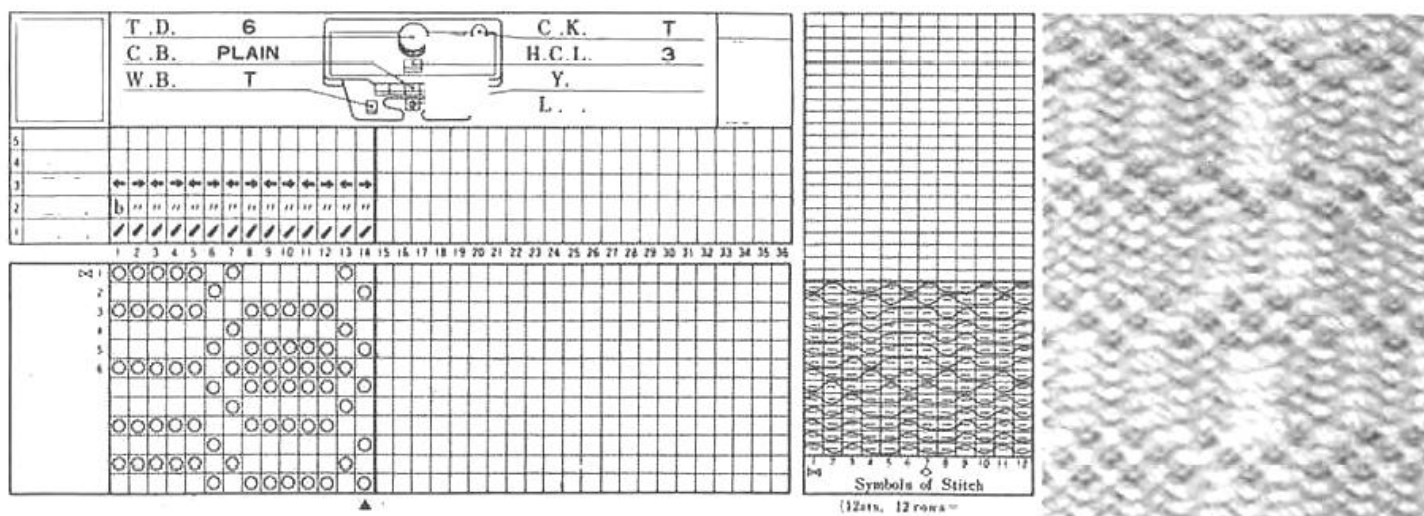 T.D. 6 C.K. T
C.B. PLAIN H.C.L. 3
W.B. T Y.
L. .
5
4
3
2 b " " " " " " " " " " " " "
1
1 2 3 4 5 6 7 8 9 10 11 12 13 14 15 16 17 18 19 20 21 22 23 24 25 26 27 28 29 30 31 32 33 34 35 36
1
2
3
4
5
6
1 2 3 4 5 6 7 8 9 10 11 12
Symbols of Stitch
(12sts, 12 rows=